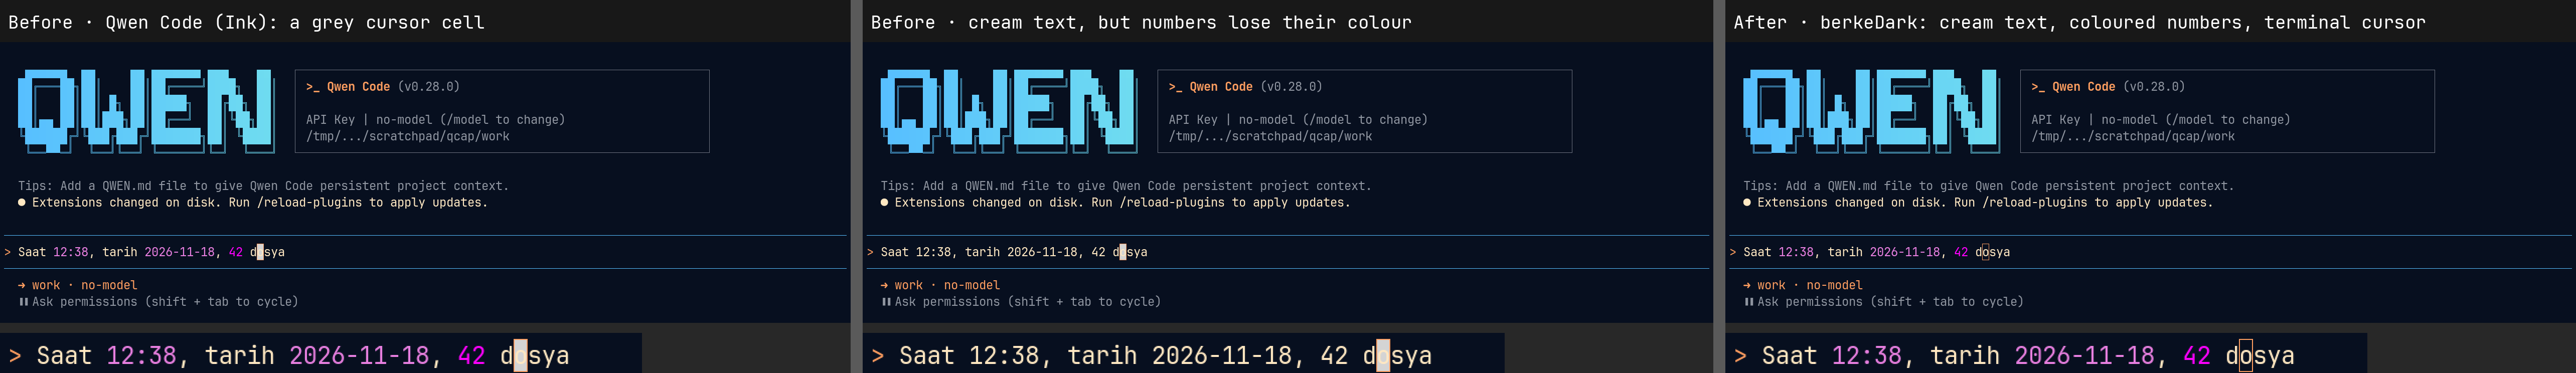 Before · Qwen Code (Ink): a grey cursor cell
QWEN
>_ Qwen Code (v0.28.0)
API Key | no-model (/model to change)
/tmp/.../scratchpad/qcap/work
Tips: Add a QWEN.md file to give Qwen Code persistent project context.
● Extensions changed on disk. Run /reload-plugins to apply updates.
> Saat 12:38, tarih 2026-11-18, 42 dosya
→ work · no-model
⏸ Ask permissions (shift + tab to cycle)
> Saat 12:38, tarih 2026-11-18, 42 dosya
Before · cream text, but numbers lose their colour
QWEN
>_ Qwen Code (v0.28.0)
API Key | no-model (/model to change)
/tmp/.../scratchpad/qcap/work
Tips: Add a QWEN.md file to give Qwen Code persistent project context.
● Extensions changed on disk. Run /reload-plugins to apply updates.
> Saat 12:38, tarih 2026-11-18, 42 dosya
→ work · no-model
⏸ Ask permissions (shift + tab to cycle)
> Saat 12:38, tarih 2026-11-18, 42 dosya
After · berkeDark: cream text, coloured numbers, terminal cursor
QWEN
>_ Qwen Code (v0.28.0)
API Key | no-model (/model to change)
/tmp/.../scratchpad/qcap/work
Tips: Add a QWEN.md file to give Qwen Code persistent project context.
● Extensions changed on disk. Run /reload-plugins to apply updates.
> Saat 12:38, tarih 2026-11-18, 42 dosya
→ work · no-model
⏸ Ask permissions (shift + tab to cycle)
> Saat 12:38, tarih 2026-11-18, 42 dosya